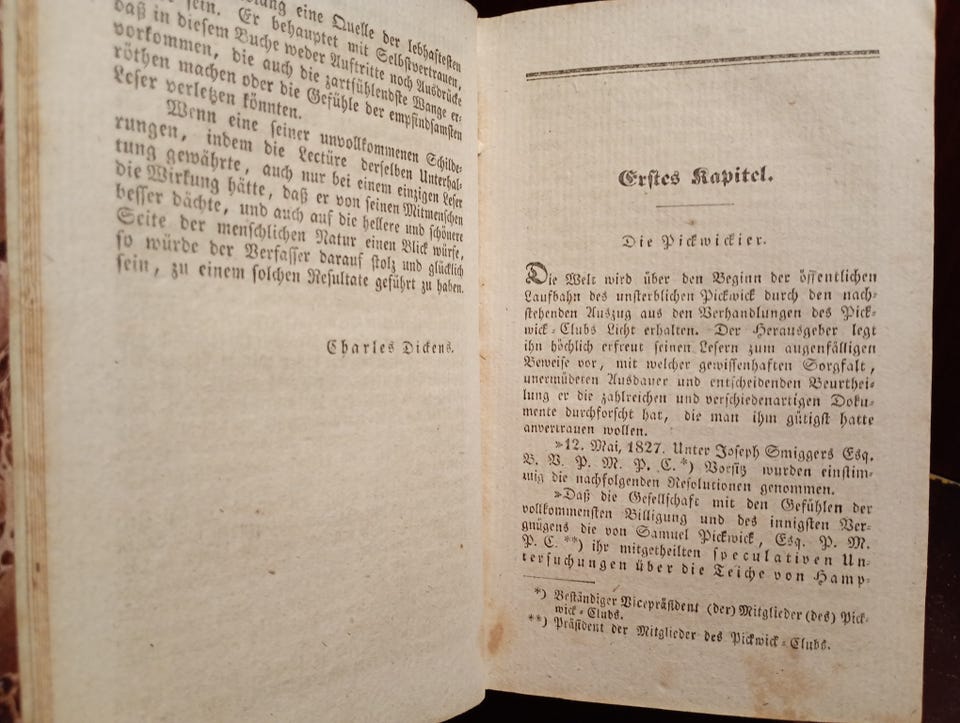 eine Quelle der lebhaftesten
sein. Er behauptet mit Selbstvertrauen,
daß in diesem Buche weder Auftritte noch Ausdrücke
vorkommen, die auch die zartfühlendste Wange er-
röthen machen oder die Gefühle der empfindsamsten
Leser verletzen könnten.
Wenn eine seiner unvollkommenen Schilde-
rungen, indem die Lectüre derselben Unterhal-
tung gewährte, auch nur bei einem einzigen Leser
die Wirkung hätte, daß er von seinen Mitmenschen
besser dächte, und auch auf die hellere und schönere
Seite der menschlichen Natur einen Blick würfe,
so würde der Verfasser darauf stolz und glücklich
sein, zu einem solchen Resultate geführt zu haben.
Charles Dickens.
Erstes Kapitel.
Die Pickwickier.
Die Welt wird über den Beginn der öffentlichen
Laufbahn des unsterblichen Pickwick durch den nach-
stehenden Auszug aus den Verhandlungen des Pick-
wick-Clubs Licht erhalten. Der Herausgeber legt
ihn höchlich erfreut seinen Lesern zum augenfälligen
Beweise vor, mit welcher gewissenhaften Sorgfalt,
unermüdeten Ausdauer und entscheidenden Beurthei-
lung er die zahlreichen und verschiedenartigen Doku-
mente durchforscht hat, die man ihm gütigst hatte
anvertrauen wollen.
»12. Mai, 1827. Unter Joseph Smiggers Esq.
B. V. P. M. P. C.*) Vorsitz wurden einstim-
mig die nachfolgenden Resolutionen genommen.
»Daß die Gesellschaft mit den Gefühlen der
vollkommensten Billigung und des innigsten Ver-
gnügens die von Samuel Pickwick, Esq. P. M.
P. C. **) ihr mitgetheilten speculativen Un-
tersuchungen über die Teiche von Hamp-
*) Beständiger Vicepräsident (der) Mitglieder (des) Pick-
wick-Clubs.
**) Präsident der Mitglieder des Pickwick-Clubs.